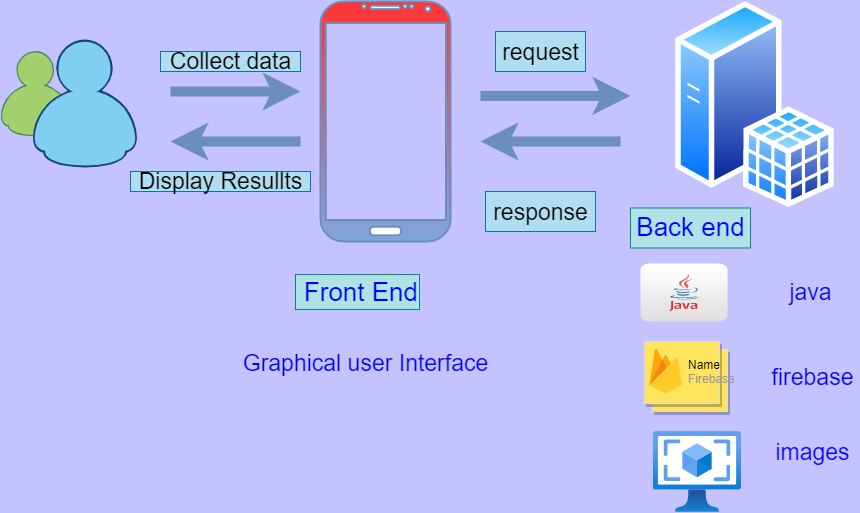 Collect data
request
Display Resullts
response
Back end
Front End
Java
java
Graphical user Interface
Name
Firebase
firebase
images